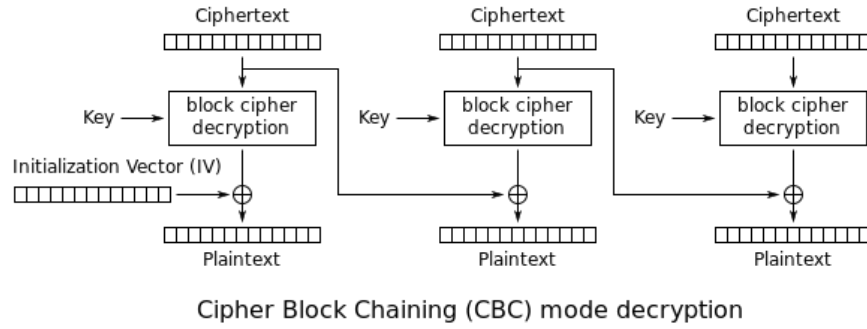 Ciphertext
Ciphertext
Ciphertext
Key
block cipher
decryption
Key
block cipher
decryption
Key
block cipher
decryption
Initialization Vector (IV)
Plaintext
Plaintext
Plaintext
Cipher Block Chaining (CBC) mode decryption